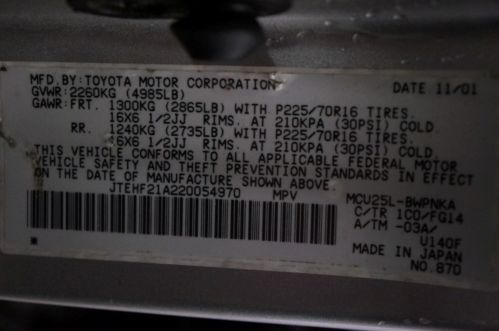 MFD.BY:TOYOTA MOTOR CORPORATION DATE 11/01
GVWR:2260KG (4985LB)
GAWR:FRT. 1300KG (2865LB) WITH P225/70R16 TIRES.
16X6 1/2JJ RIMS. AT 210KPA (30PSI) COLD
RR. 1240KG (2735LB) WITH P225/70R16 TIRES.
16X6 1/2JJ RIMS. AT 210KPA (30PSI) COLD.
THIS VEHICLE CONFORMS TO ALL APPLICABLE FEDERAL MOTOR
VEHICLE SAFETY AND THEFT PREVENTION STANDARDS IN EFFECT
ON THE DATE OF MANUFACTURE SHOWN ABOVE.
JTEHF21A220054970 MPV MCU25L-BWPNKA
C/TR 1C0/FG14
A/TM -03A/
U140F
MADE IN JAPAN
NO.870